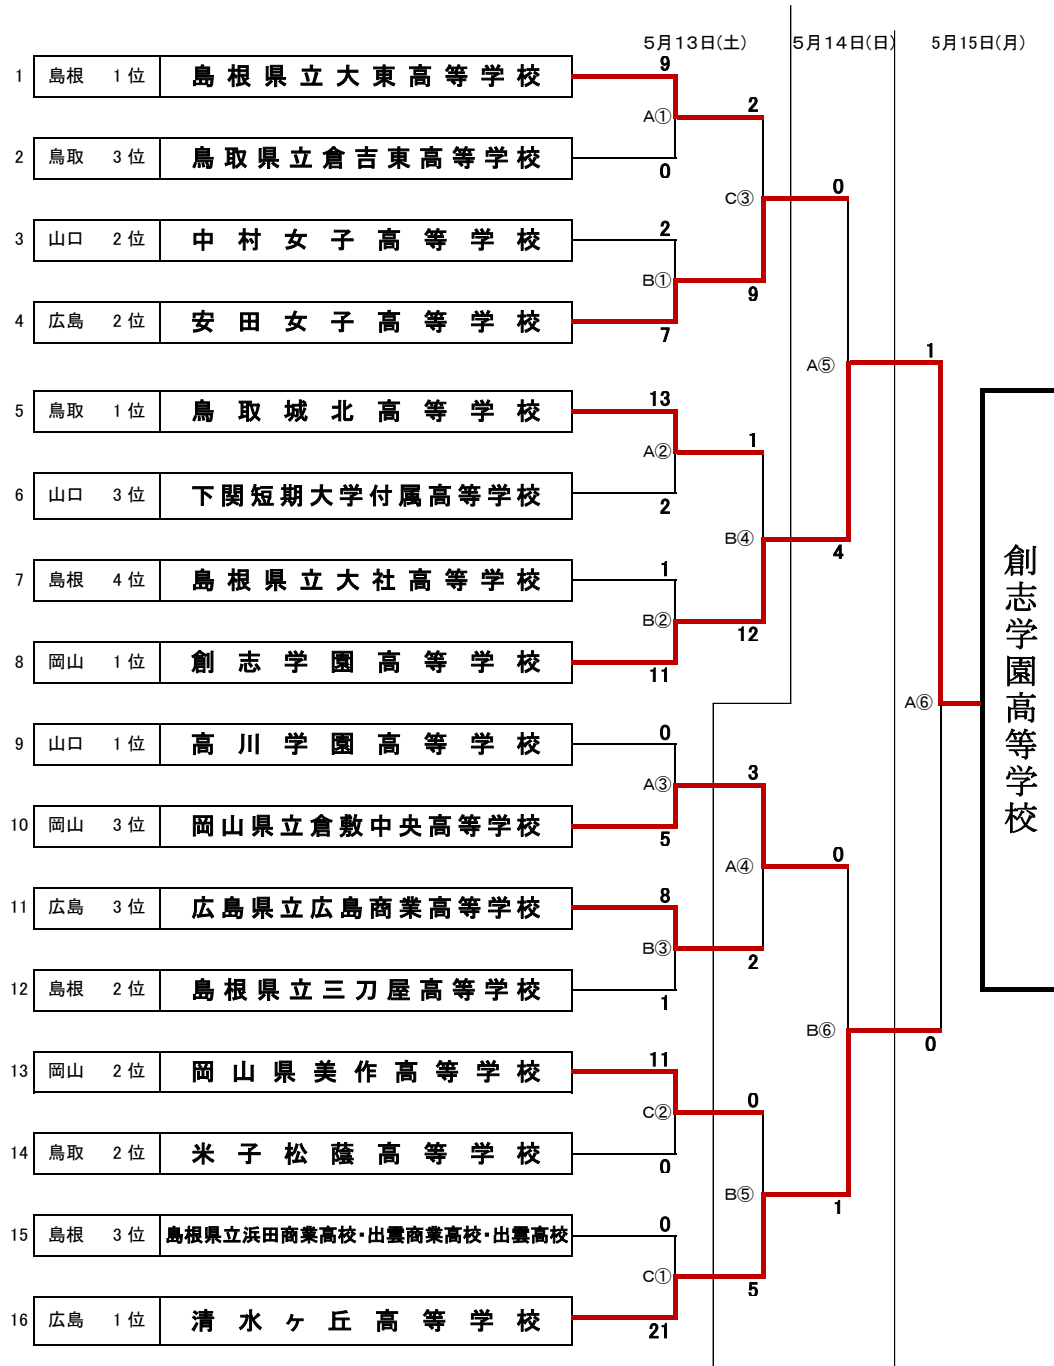 ５月１３日(土) ５月１４日(日) ５月１５日(月)
1 島根 1 位 島根県立大東高等学校 9
A① 2
2 鳥取 3 位 鳥取県立倉吉東高等学校 0
C③ 0
3 山口 2 位 中村女子高等学校 2
B① 9
4 広島 2 位 安田女子高等学校 7
A⑤ 1
5 鳥取 1 位 鳥取城北高等学校 13
A② 1
6 山口 3 位 下関短期大学付属高等学校 2
B④ 4
7 島根 4 位 島根県立大社高等学校 1
B② 12
8 岡山 1 位 創志学園高等学校 11
A⑥
創志学園高等学校
9 山口 1 位 高川学園高等学校 0
A③ 3
10 岡山 3 位 岡山県立倉敷中央高等学校 5
A④ 0
11 広島 3 位 広島県立広島商業高等学校 8
B③ 2
12 島根 2 位 島根県立三刀屋高等学校 1
B⑥ 0
13 岡山 2 位 岡山県美作高等学校 11
C② 0
14 鳥取 2 位 米子松蔭高等学校 0
B⑤ 1
15 島根 3 位 島根県立浜田商業高校・出雲商業高校・出雲高校 0
C① 5
16 広島 1 位 清水ヶ丘高等学校 21